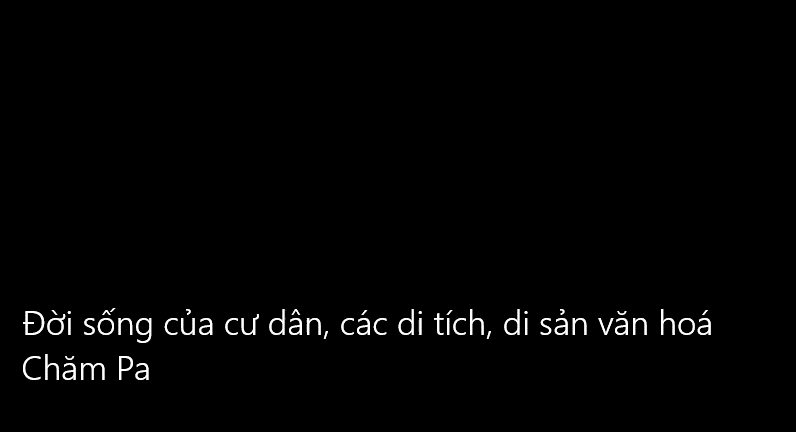 Đời sống của cư dân, các di tích, di sản văn hoá
Chăm Pa